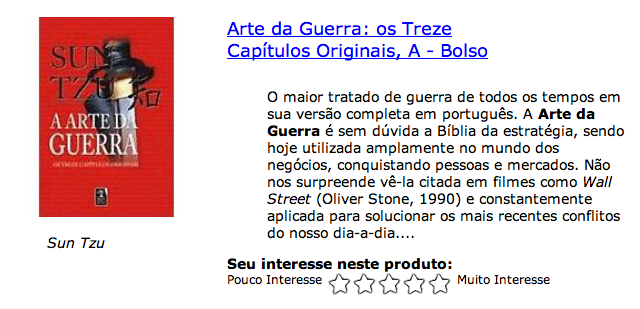 SUN
TZU
A ARTE DA
GUERRA
OS TREZE CAPÍTULOS ORIGINAIS
Sun Tzu
Arte da Guerra: os Treze
Capítulos Originais, A - Bolso
O maior tratado de guerra de todos os tempos em
sua versão completa em português. A Arte da
Guerra é sem dúvida a Bíblia da estratégia, sendo
hoje utilizada amplamente no mundo dos
negócios, conquistando pessoas e mercados. Não
nos surpreende vê-la citada em filmes como Wall
Street (Oliver Stone, 1990) e constantemente
aplicada para solucionar os mais recentes conflitos
do nosso dia-a-dia....
Seu interesse neste produto:
Pouco Interesse Muito Interesse